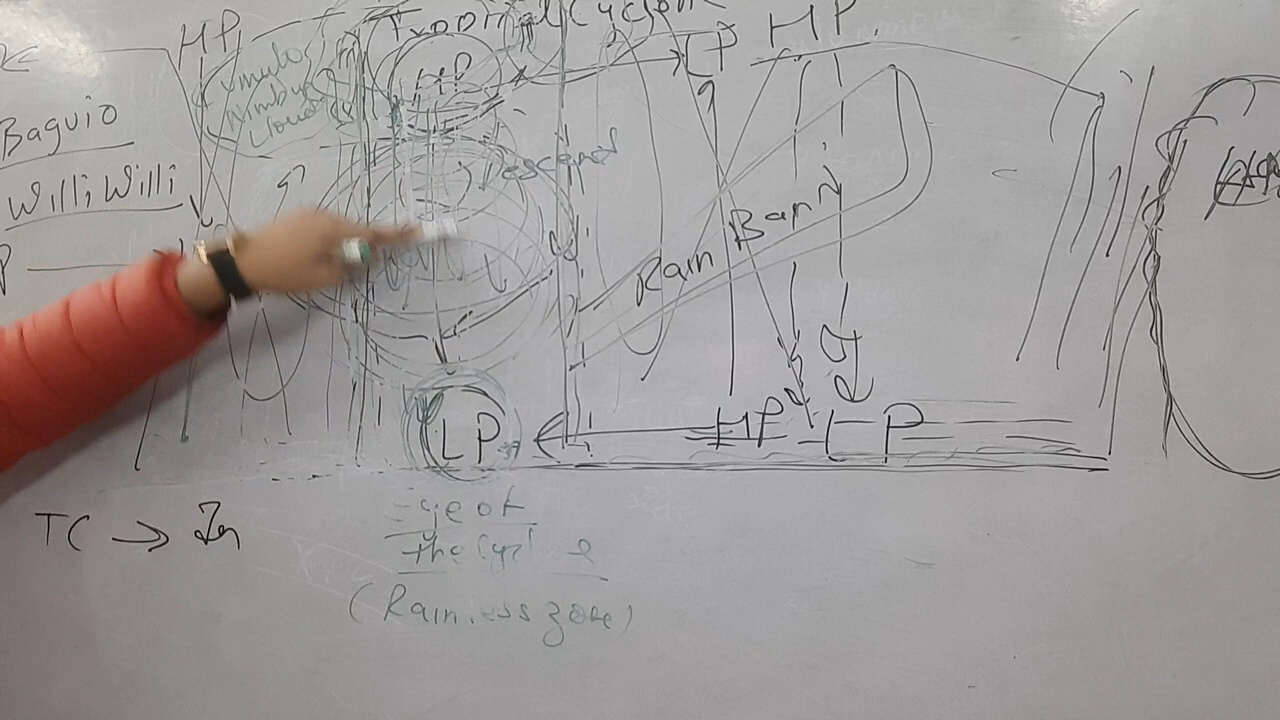 Tropical Cyclone
HP
HP
LP
HP
Cumulo
Nimbus
Clouds
Baguio
Willi Willi
Descend
Rain Band
P
LP
HP
LP
TC →
Eye of
the
(Rainless zone)